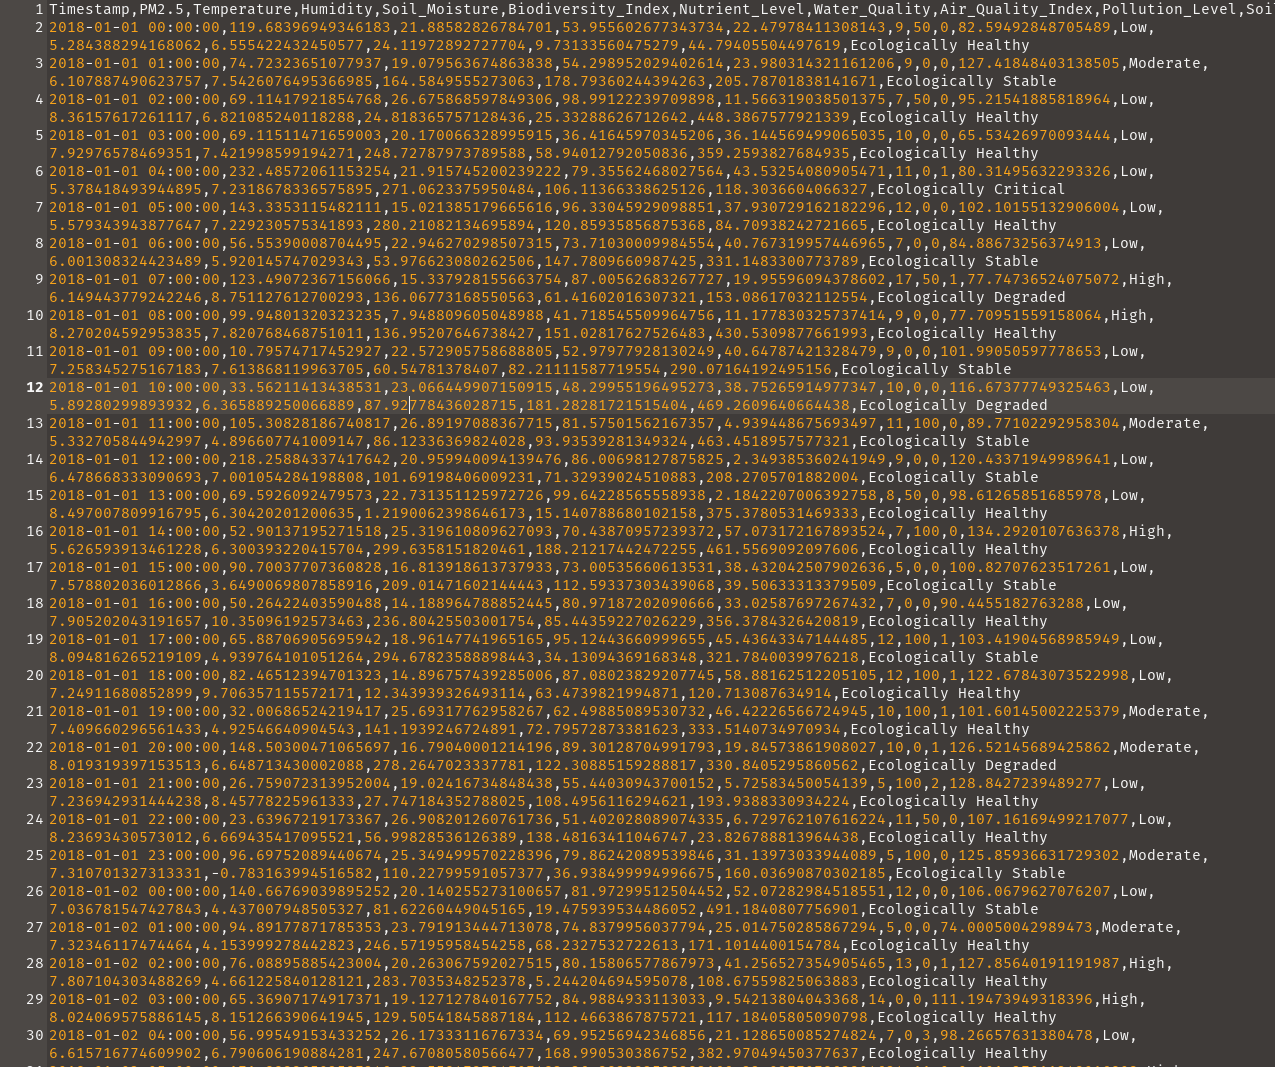 1 Timestamp,PM2.5,Temperature,Humidity,Soil_Moisture,Biodiversity_Index,Nutrient_Level,Water_Quality,Air_Quality_Index,Pollution_Level,Soi
2 2018-01-01 00:00:00,119.68396949346183,21.88582826784701,53.955602677343734,22.47978411308143,9,50,0,82.59492848705489,Low,
5.284388294168062,6.555422432450577,24.11972892727704,9.73133560475279,44.79405504497619,Ecologically Healthy
3 2018-01-01 01:00:00,74.72323651077937,19.079563674863838,54.298952029402614,23.980314321161206,9,0,0,127.41848403138505,Moderate,
6.107887490623757,7.5426076495366985,164.5849555273063,178.79360244394263,205.78701838141671,Ecologically Stable
4 2018-01-01 02:00:00,69.11417921854768,26.675868597849306,98.99122239709898,11.566319038501375,7,50,0,95.21541885818964,Low,
8.36157617261117,6.821085240118288,24.818365757128436,25.33288626712642,448.3867577921339,Ecologically Healthy
5 2018-01-01 03:00:00,69.11511471659003,20.170066328995915,36.41645970345206,36.144569499065035,10,0,0,65.53426970093444,Low,
7.92976578469351,7.421998599194271,248.72787973789588,58.94012792050836,359.2593827684935,Ecologically Healthy
6 2018-01-01 04:00:00,232.48572061153254,21.915745200239222,79.35562468027564,43.53254080905471,11,0,1,80.31495632293326,Low,
5.378418493944895,7.2318678336575895,271.0623375950484,106.11366338625126,118.3036604066327,Ecologically Critical
7 2018-01-01 05:00:00,143.3353115482111,15.021385179665616,96.33045929098851,37.930729162182296,12,0,0,102.10155132906004,Low,
5.579343943877647,7.229230575341893,280.21082134695894,120.85935856875368,84.70938242721665,Ecologically Healthy
8 2018-01-01 06:00:00,56.55390008704495,22.946270298507315,73.71030009984554,40.767319957446965,7,0,0,84.88673256374913,Low,
6.001308324423489,5.920145747029343,53.976623080262506,147.7809660987425,331.1483300773789,Ecologically Stable
9 2018-01-01 07:00:00,123.49072367156066,15.337928155663754,87.00562683267727,19.95596094378602,17,50,1,77.74736524075072,High,
6.149443779242246,8.751127612700293,136.06773168550563,61.41602016307321,153.08617032112554,Ecologically Degraded
10 2018-01-01 08:00:00,99.94801320323235,7.948809605048988,41.718545509964756,11.177830325737414,9,0,0,77.70951559158064,High,
8.270204592953835,7.820768468751011,136.95207646738427,151.02817627526483,430.5309877661993,Ecologically Healthy
11 2018-01-01 09:00:00,10.79574717452927,22.572905758688805,52.97977928130249,40.64787421328479,9,0,0,101.99050597778653,Low,
7.258345275167183,7.613868119963705,60.54781378407,82.21111587719554,290.07164192495156,Ecologically Stable
12 2018-01-01 10:00:00,33.56211413438531,23.066449907150915,48.29955196495273,38.75265914977347,10,0,0,116.67377749325463,Low,
5.89280299893932,6.365889250066889,87.92778436028715,181.28281721515404,469.2609640664438,Ecologically Degraded
13 2018-01-01 11:00:00,105.30828186740817,26.89197088367715,81.57501562167357,4.939448675693497,11,100,0,89.77102292958304,Moderate,
5.332705844942997,4.896607741009147,86.12336369824028,93.93539281349324,463.4518957577321,Ecologically Stable
14 2018-01-01 12:00:00,218.25884337417642,20.959940094139476,86.00698127875825,2.349385360241949,9,0,0,120.43371949989641,Low,
6.478668333090693,7.001054284198808,101.69198406091223,71.32939024510883,208.2705701882004,Ecologically Stable
15 2018-01-01 13:00:00,69.5926092479573,22.731351125972726,99.64228565558938,2.1842207006392758,8,50,0,98.61265851685978,Low,
8.497007809916795,6.30420201200635,1.2190062398646173,15.140788680102158,375.3780531469333,Ecologically Healthy
16 2018-01-01 14:00:00,52.90137195271518,25.319610809627093,70.43870957239372,57.073172167893524,7,100,0,134.2920107636378,High,
5.626593913461228,6.300393220415704,299.6358151820461,188.21217442472255,461.5569092097606,Ecologically Healthy
17 2018-01-01 15:00:00,90.70037707360828,16.813918613737933,73.00535660613531,38.432042507902636,5,0,0,100.82707623517261,Low,
7.578802036012866,3.6490069807858916,209.01471602144443,112.59337303439068,39.50633313379509,Ecologically Stable
18 2018-01-01 16:00:00,50.26422403590488,14.188964788852445,80.97187202090666,33.02587697267432,7,0,0,90.4455182763288,Low,
7.905202043191657,10.35096192573463,236.80425503001754,85.44359227026229,356.3784326420819,Ecologically Healthy
19 2018-01-01 17:00:00,65.88706905695942,18.96147741965165,95.12443660999655,45.43643347144485,12,100,1,103.41904568985949,Low,
8.094816265219109,4.939764101051264,294.67823588898443,34.13094369168348,321.7840039976218,Ecologically Stable
20 2018-01-01 18:00:00,82.46512394701323,14.896757439285006,87.08023829207745,58.88162512205105,12,100,1,122.67843073522998,Low,
7.24911680852899,9.706357115572171,12.343939326493114,63.4739821994871,120.713087634914,Ecologically Healthy
21 2018-01-01 19:00:00,32.00686524219417,25.69317762958267,62.49885089530732,46.42226566724945,10,100,1,101.60145002225379,Moderate,
7.409660296561433,4.92546640904543,141.1939246724891,72.79572873381623,333.5140734970934,Ecologically Healthy
22 2018-01-01 20:00:00,148.50300471065697,16.79040001214196,89.30128704991793,19.84573861908027,10,0,1,126.52145689425862,Moderate,
8.019319397153513,6.648713430002088,278.2647023337781,122.30885159288817,330.8405295860562,Ecologically Degraded
23 2018-01-01 21:00:00,26.759072313952004,19.02416734848438,55.44030943700152,5.72583450054139,5,100,2,128.8427239489277,Low,
7.236942931444238,8.45778225961333,27.747184352788025,108.4956116294621,193.9388330934224,Ecologically Healthy
24 2018-01-01 22:00:00,23.63967219173367,26.908201260761736,51.402028089074335,6.729762107616224,11,50,0,107.16169499217077,Low,
8.23693430573012,6.669435417095521,56.99828536126389,138.48163411046747,23.826788813964438,Ecologically Healthy
25 2018-01-01 23:00:00,96.69752089440674,25.349499570228396,79.86242089539846,31.13973033944089,5,100,0,125.85936631729302,Moderate,
7.310701327313331,-0.783163994516582,110.22799591057377,36.938499994996675,160.03690870302185,Ecologically Stable
26 2018-01-02 00:00:00,140.66769039895252,20.140255273100657,81.97299512504452,52.07282984518551,12,0,0,106.0679627076207,Low,
7.036781547427843,4.437007948505327,81.62260449045165,19.475939534486052,491.1840807756901,Ecologically Stable
27 2018-01-02 01:00:00,94.89177871785353,23.791913444713078,74.8379956037794,25.014750285867294,5,0,0,74.00050042989473,Moderate,
7.32346117474464,4.153999278442823,246.57195958454258,68.2327532722613,171.1014400154784,Ecologically Healthy
28 2018-01-02 02:00:00,76.08895885423004,20.263067592027515,80.15806577867973,41.256527354905465,13,0,1,127.85640191191987,High,
7.807104303488269,4.661225840128121,283.7035348252378,5.244204694595078,108.67559825063883,Ecologically Healthy
29 2018-01-02 03:00:00,65.36907174917371,19.127127840167752,84.9884933113033,9.54213804043368,14,0,0,111.19473949318396,High,
8.024069575886145,8.151266390641945,129.50541845887184,112.4663867875721,117.18405805090798,Ecologically Healthy
30 2018-01-02 04:00:00,56.99549153433252,26.17333116767334,69.95256942346856,21.128650085274824,7,0,3,98.26657631380478,Low,
6.615716774609902,6.790606190884281,247.67080580566477,168.990530386752,382.97049450377637,Ecologically Healthy